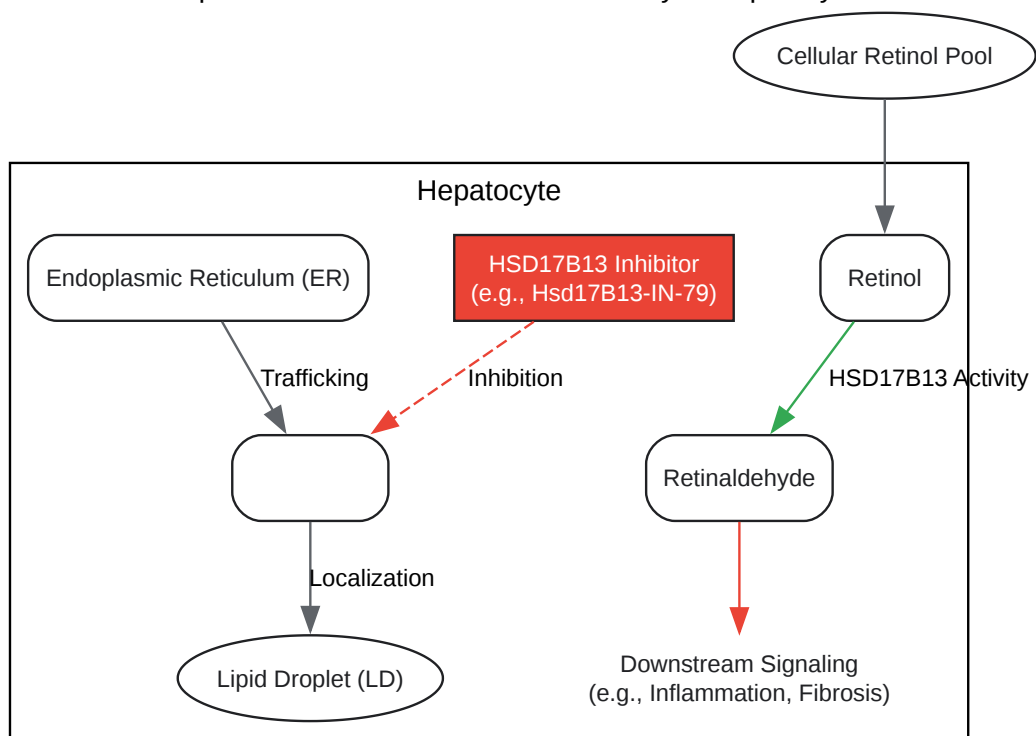 Cellular Retinol Pool
Hepatocyte
Endoplasmic Reticulum (ER)
HSD17B13 Inhibitor
(e.g., Hsd17B13-IN-79)
Retinol
Trafficking
Inhibition
HSD17B13 Activity
Retinaldehyde
Localization
Lipid Droplet (LD)
Downstream Signaling
(e.g., Inflammation, Fibrosis)